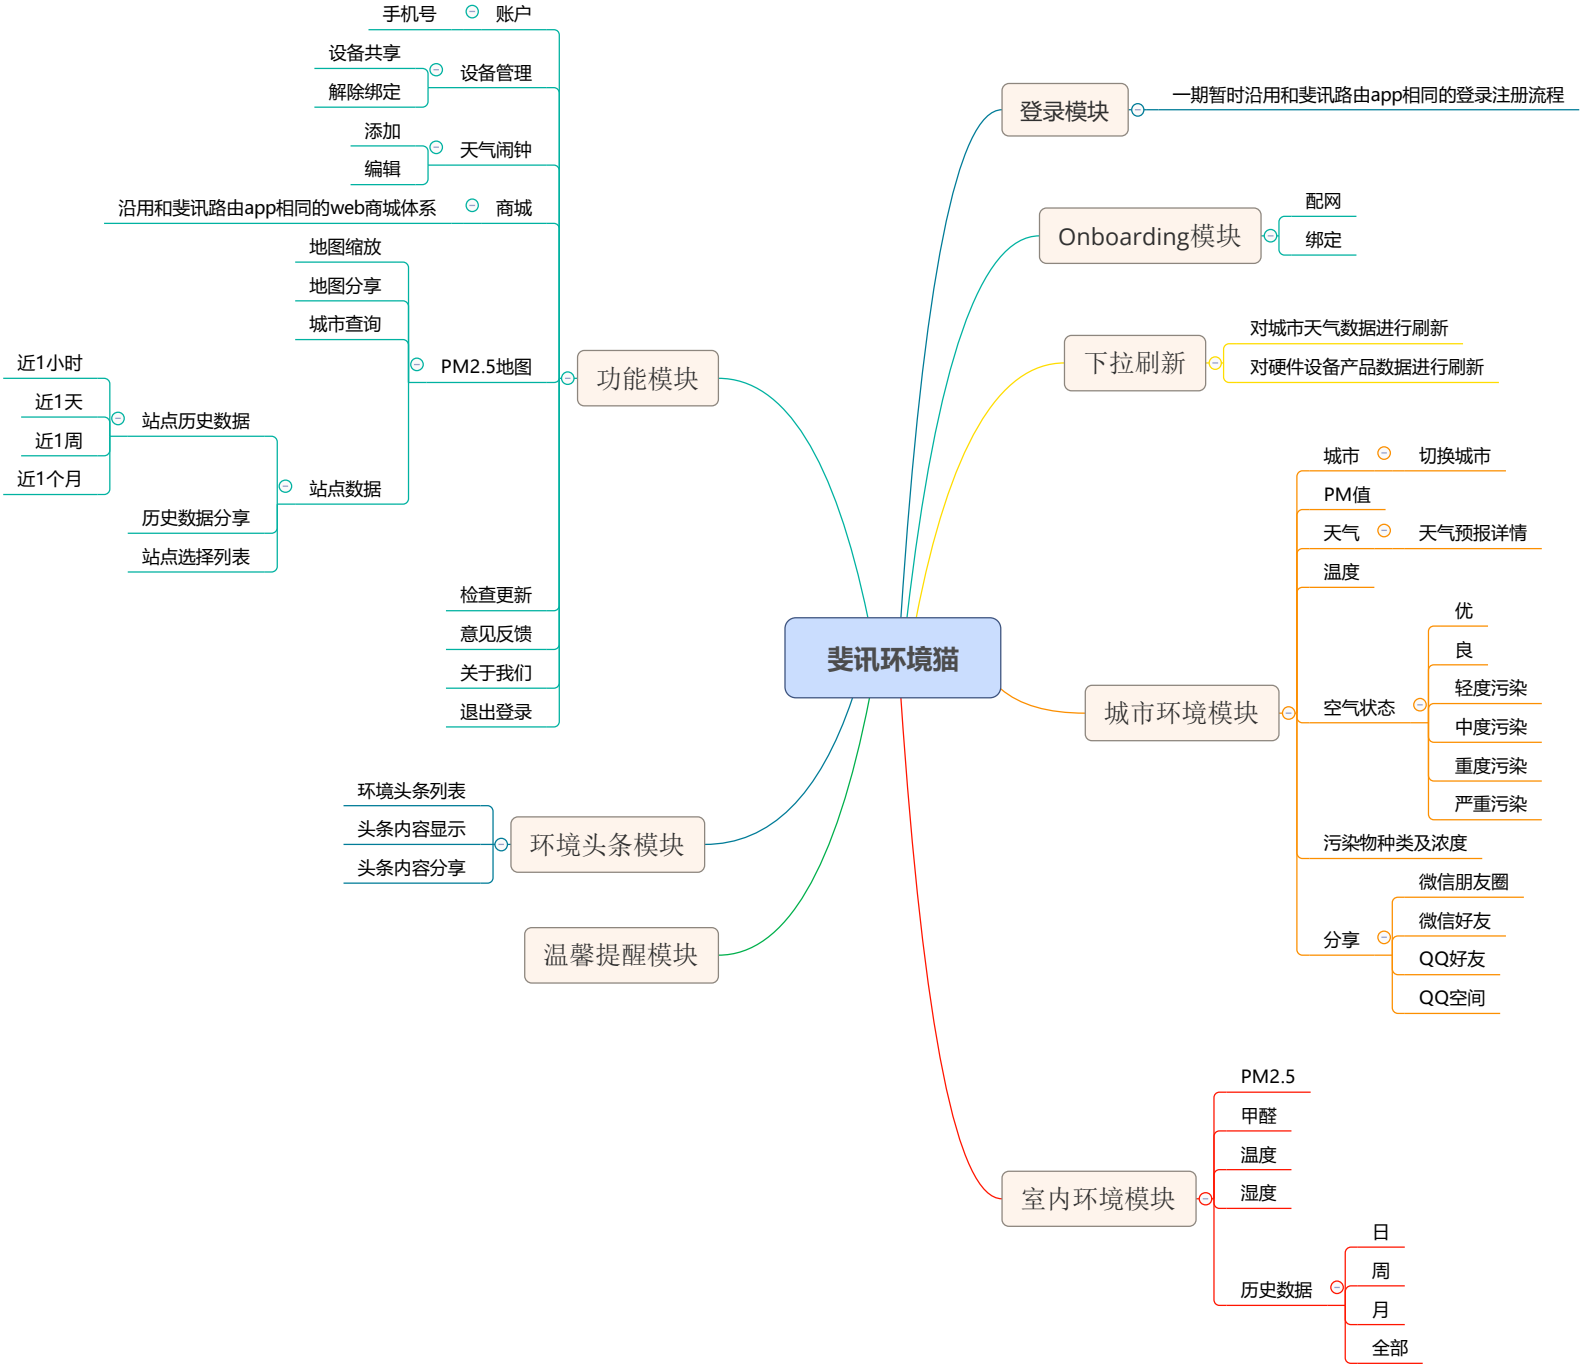 斐讯环境猫
登录模块
一期暂时沿用和斐讯路由app相同的登录注册流程
Onboarding模块
配网
绑定
下拉刷新
对城市天气数据进行刷新
对硬件设备产品数据进行刷新
城市环境模块
城市
切换城市
PM值
天气
天气预报详情
温度
空气状态
优
良
轻度污染
中度污染
重度污染
严重污染
污染物种类及浓度
分享
微信朋友圈
微信好友
QQ好友
QQ空间
室内环境模块
PM2.5
甲醛
温度
湿度
历史数据
日
周
月
全部
功能模块
账户
手机号
设备管理
设备共享
解除绑定
天气闹钟
添加
编辑
商城
沿用和斐讯路由app相同的web商城体系
PM2.5地图
地图缩放
地图分享
城市查询
站点数据
站点历史数据
近1小时
近1天
近1周
近1个月
历史数据分享
站点选择列表
检查更新
意见反馈
关于我们
退出登录
环境头条模块
环境头条列表
头条内容显示
头条内容分享
温馨提醒模块